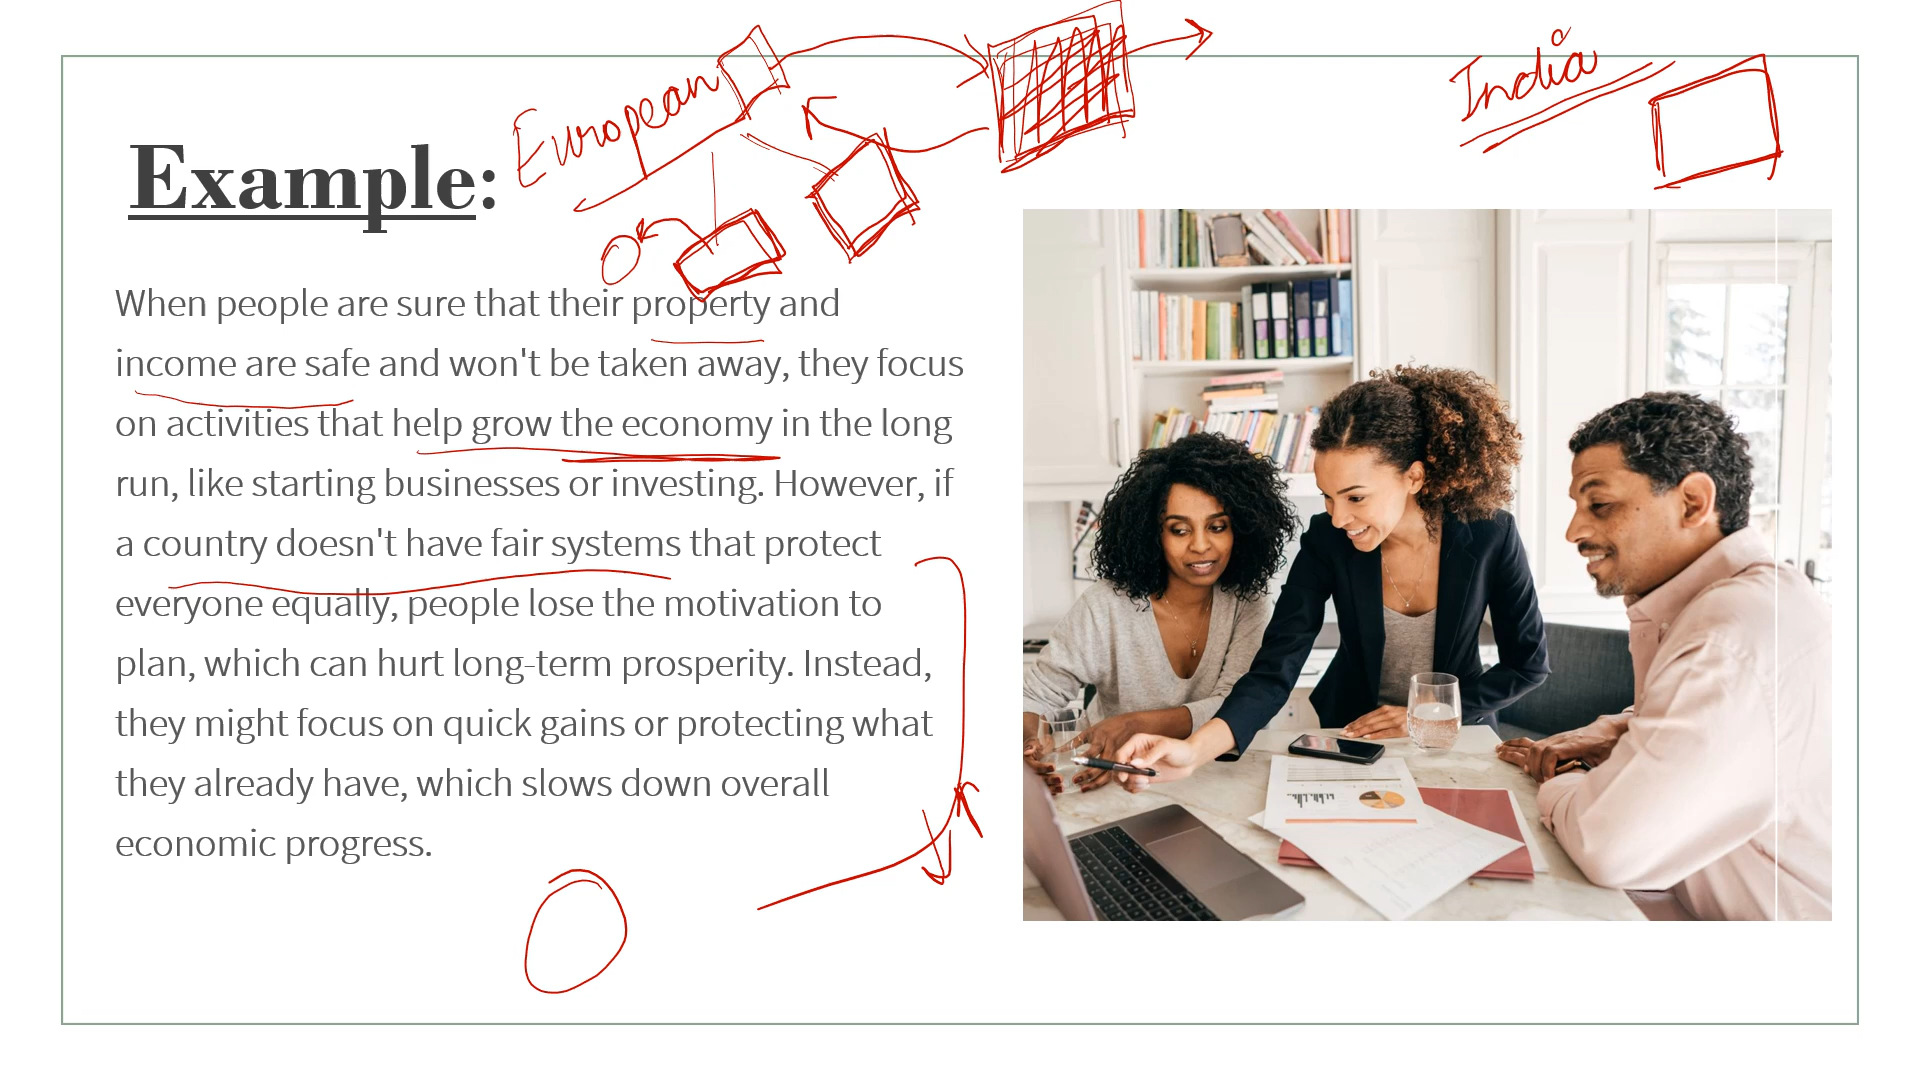 European
India
Example:
When people are sure that their property and
income are safe and won't be taken away, they focus
on activities that help grow the economy in the long
run, like starting businesses or investing. However, if
a country doesn't have fair systems that protect
everyone equally, people lose the motivation to
plan, which can hurt long-term prosperity. Instead,
they might focus on quick gains or protecting what
they already have, which slows down overall
economic progress.